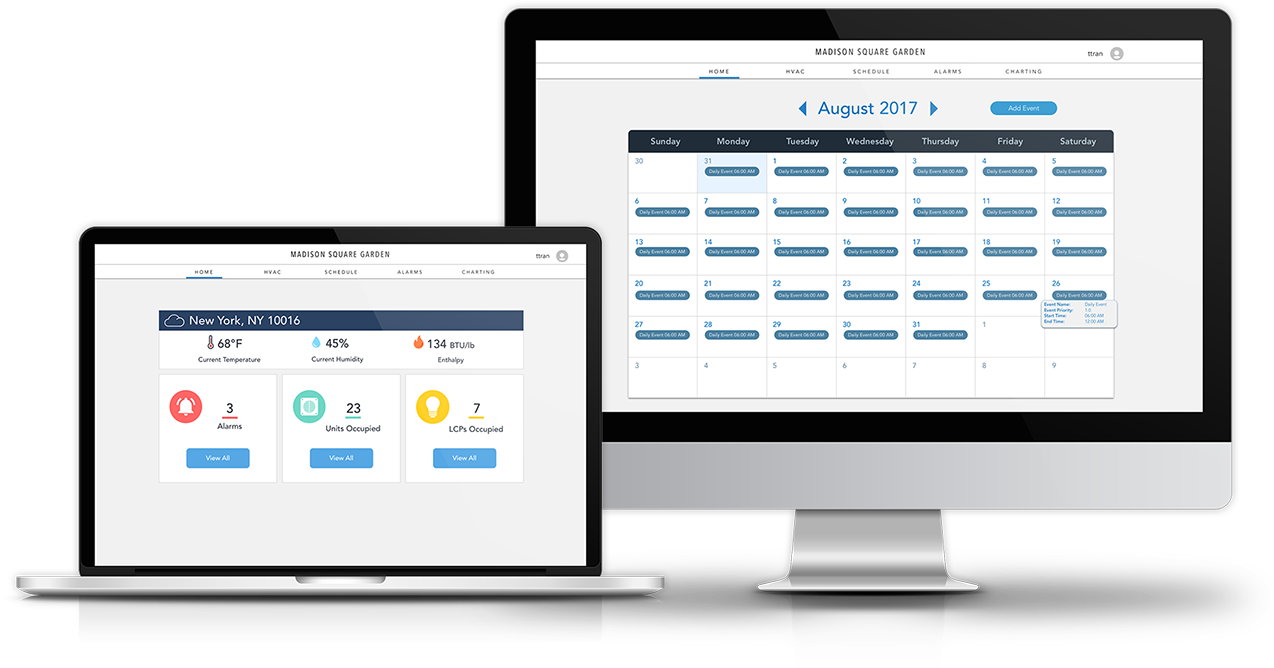 MADISON SQUARE GARDEN
ttran
HOME HVAC SCHEDULE ALARMS CHARTING
August 2017
Add Event
Sunday Monday Tuesday Wednesday Thursday Friday Saturday
30 31 1 2 3 4 5
Daily Event 06:00 AM Daily Event 06:00 AM Daily Event 06:00 AM Daily Event 06:00 AM Daily Event 06:00 AM Daily Event 06:00 AM
6 7 8 9 10 11 12
Daily Event 06:00 AM Daily Event 06:00 AM Daily Event 06:00 AM Daily Event 06:00 AM Daily Event 06:00 AM Daily Event 06:00 AM Daily Event 06:00 AM
13 14 15 16 17 18 19
Daily Event 06:00 AM Daily Event 06:00 AM Daily Event 06:00 AM Daily Event 06:00 AM Daily Event 06:00 AM Daily Event 06:00 AM Daily Event 06:00 AM
20 21 22 23 24 25 26
Daily Event 06:00 AM Daily Event 06:00 AM Daily Event 06:00 AM Daily Event 06:00 AM Daily Event 06:00 AM Daily Event 06:00 AM Daily Event 06:00 AM
Event Name: Daily Event
Event Priority: 1.0
Start Time: 06:00 AM
End Time: 12:00 AM
27 28 29 30 31 1
Daily Event 06:00 AM Daily Event 06:00 AM Daily Event 06:00 AM Daily Event 06:00 AM Daily Event 06:00 AM
3 4 5 6 7 8 9
MADISON SQUARE GARDEN
ttran
HOME HVAC SCHEDULE ALARMS CHARTING
New York, NY 10016
68°F 45% 134 BTU/lb
Current Temperature Current Humidity Enthalpy
3 23 7
Alarms Units Occupied LCPs Occupied
View All View All View All